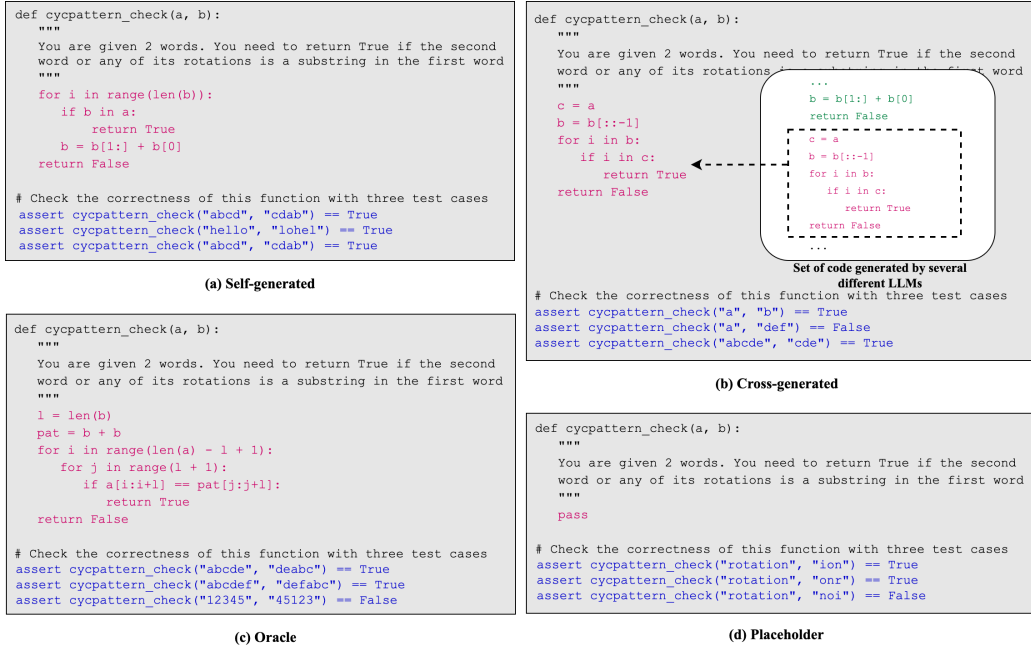 def cycpattern_check(a, b):
"""
You are given 2 words. You need to return True if the second
word or any of its rotations is a substring in the first word
"""
for i in range(len(b)):
if b in a:
return True
b = b[1:] + b[0]
return False
# Check the correctness of this function with three test cases
assert cycpattern_check("abcd", "cdab") == True
assert cycpattern_check("hello", "lohel") == True
assert cycpattern_check("abcd", "cdab") == True
(a) Self-generated
def cycpattern_check(a, b):
"""
You are given 2 words. You need to return True if the second
word or any of its rotations
word
"""
c = a
b = b[::-1]
for i in b:
if i in c:
return True
return False
...
b = b[1:] + b[0]
return False
c = a
b = b[::-1]
for i in b:
if i in c:
return True
return False
...
Set of code generated by several
different LLMs
# Check the correctness of this function with three test cases
assert cycpattern_check("a", "b") == True
assert cycpattern_check("a", "def") == False
assert cycpattern_check("abcde", "cde") == True
(b) Cross-generated
def cycpattern_check(a, b):
"""
You are given 2 words. You need to return True if the second
word or any of its rotations is a substring in the first word
"""
l = len(b)
pat = b + b
for i in range(len(a) - l + 1):
for j in range(l + 1):
if a[i:i+l] == pat[j:j+l]:
return True
return False
# Check the correctness of this function with three test cases
assert cycpattern_check("abcde", "deabc") == True
assert cycpattern_check("abcdef", "defabc") == True
assert cycpattern_check("12345", "45123") == False
(c) Oracle
def cycpattern_check(a, b):
"""
You are given 2 words. You need to return True if the second
word or any of its rotations is a substring in the first word
"""
pass
# Check the correctness of this function with three test cases
assert cycpattern_check("rotation", "ion") == True
assert cycpattern_check("rotation", "onr") == True
assert cycpattern_check("rotation", "noi") == False
(d) Placeholder